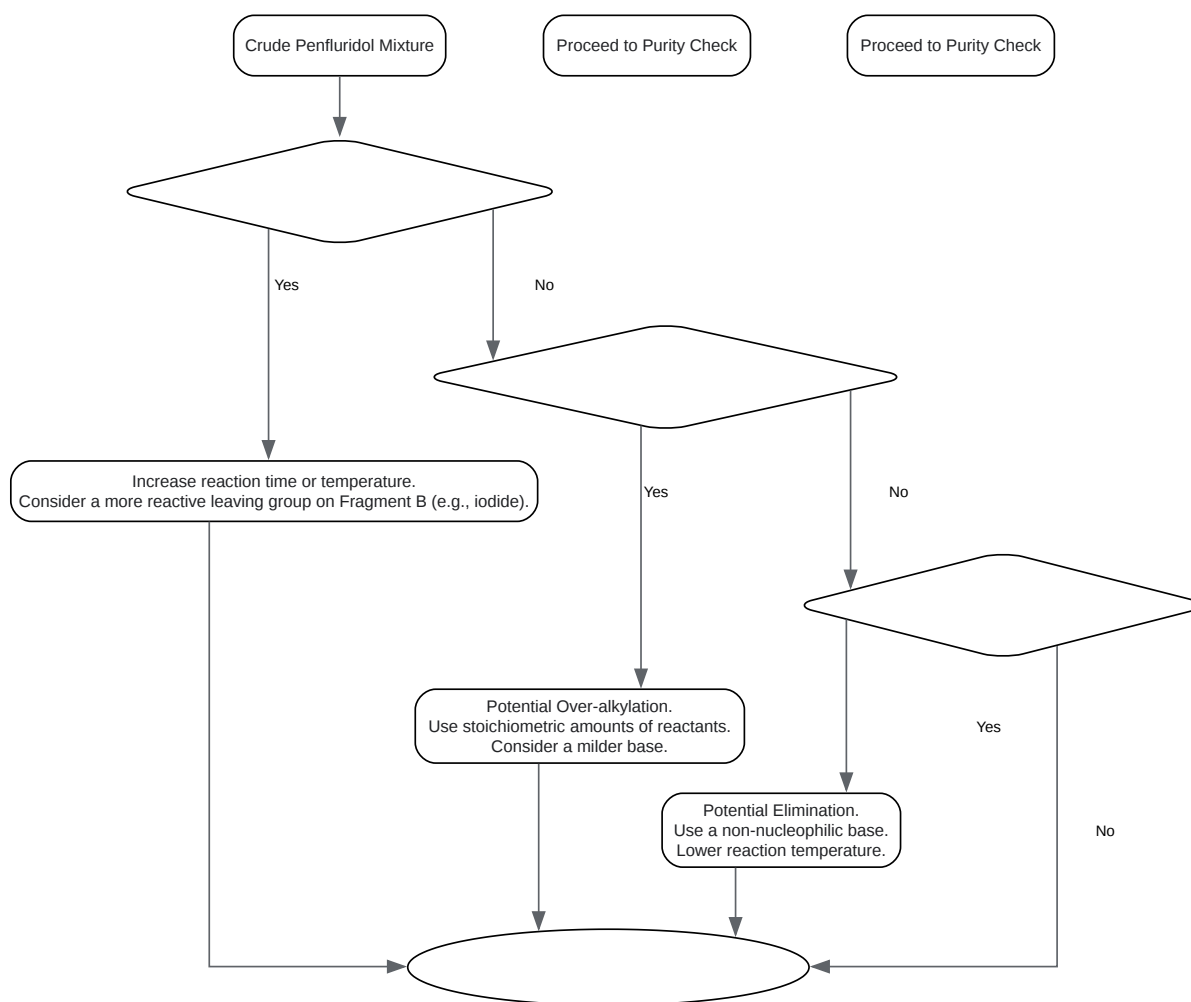 Crude Penfluridol Mixture
Proceed to Purity Check
Proceed to Purity Check
Yes
No
Increase reaction time or temperature.
Consider a more reactive leaving group on Fragment B (e.g., iodide).
Yes
No
Potential Over-alkylation.
Use stoichiometric amounts of reactants.
Consider a milder base.
Yes
Potential Elimination.
Use a non-nucleophilic base.
Lower reaction temperature.
No